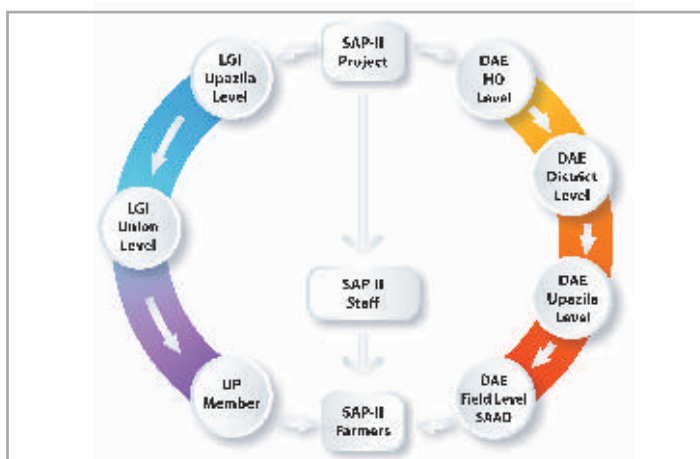 SAP-II
Project
LGI
Upazila
Level
DAE
HQ
Level
DAE
District
Level
LGI
Union
Level
SAP II
Staff
DAE
Upazila
Level
UP
Member
SAP-II
Farmers
DAE
Field Level
SAAO